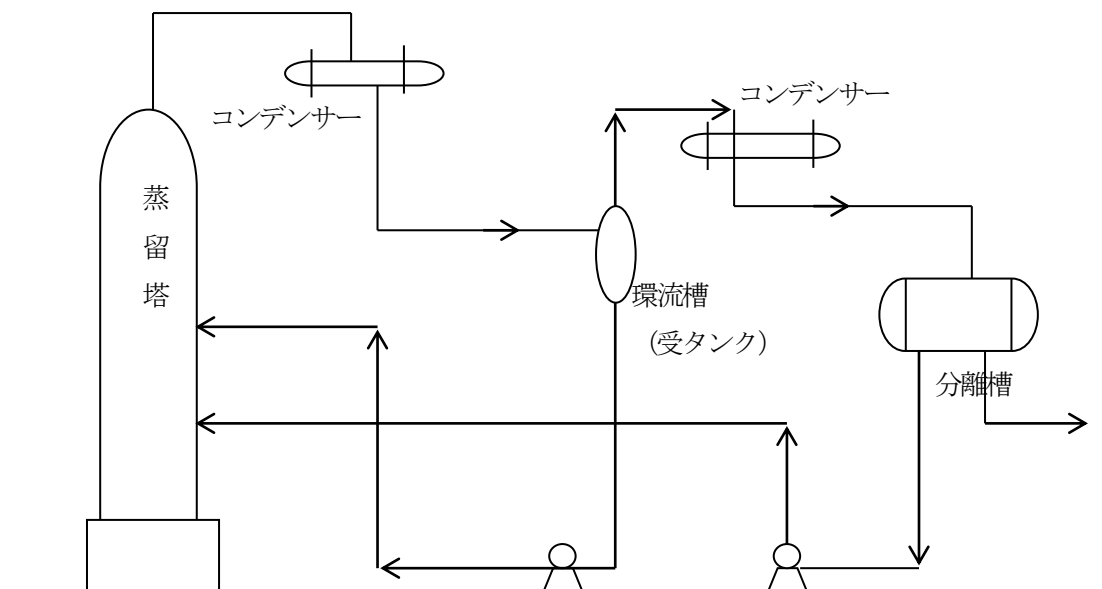 コンデンサー
コンデンサー
蒸
留
塔
環流槽
（受タンク）
分離槽